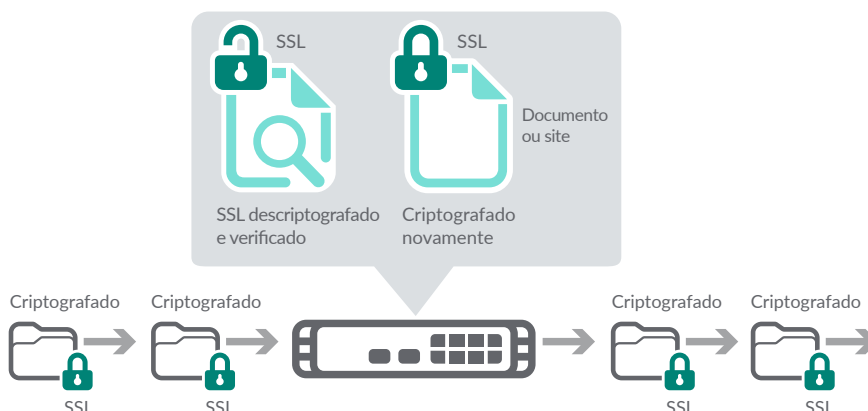 SSL
SSL
Documento
ou site
SSL descriptografado
e verificado
Criptografado
novamente
Criptografado
Criptografado
Criptografado
Criptografado
SSL
SSL
SSL
SSL